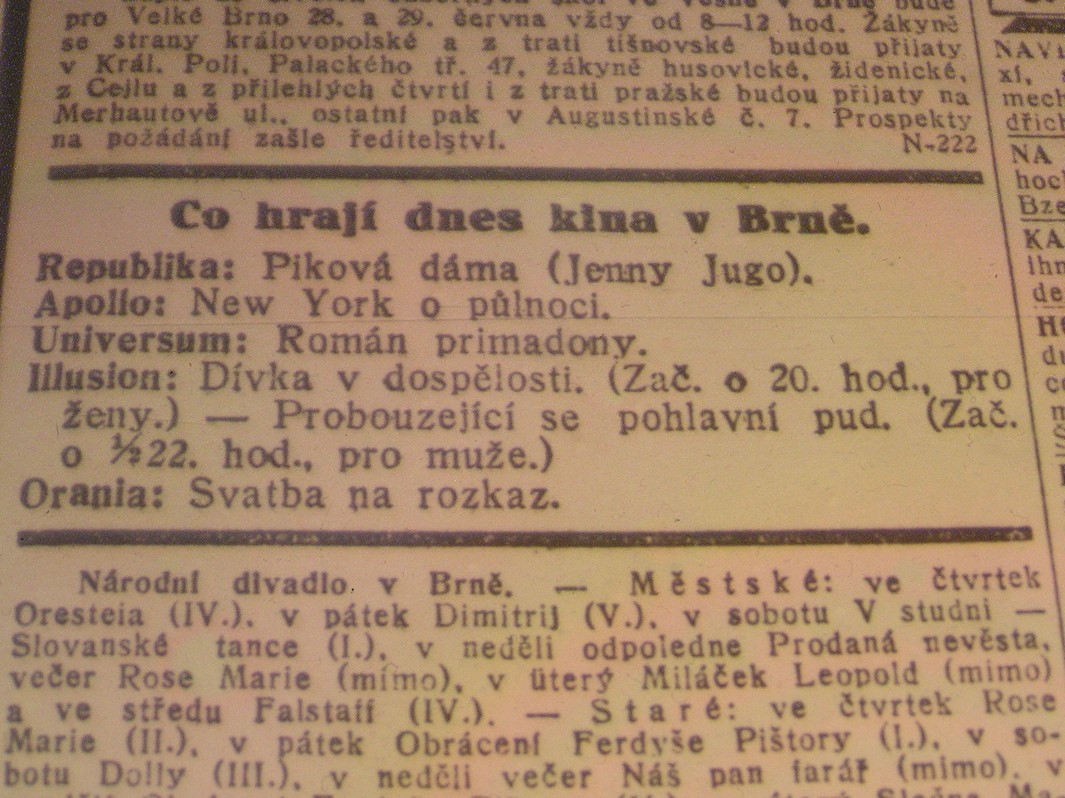 pro Velké Brno 28. a 29. června vždy od 8—12 hod. Žákyně
se strany královopolské a z trati tišnovské budou přijaty
v Král. Poli, Palackého tř. 47, žákyně husovické, židenické,
z Cejlu a z přilehlých čtvrtí i z trati pražské budou přijaty na
Merhautově ul., ostatní pak v Augustinské č. 7. Prospekty
na požádání zašle ředitelství. N-222
Co hrají dnes kina v Brně.
Republika: Piková dáma (Jenny Jugo).
Apollo: New York o půlnoci.
Universum: Román primadony.
Illusion: Dívka v dospělosti. (Zač. o 20. hod., pro
ženy.) — Probouzející se pohlavní pud. (Zač.
o ½22. hod., pro muže.)
Orania: Svatba na rozkaz.
Národní divadlo v Brně. — Městské: ve čtvrtek
Oresteia (IV.), v pátek Dimitrij (V.), v sobotu V studni —
Slovanské tance (I.), v neděli odpoledne Prodaná nevěsta,
večer Rose Marie (mimo), v úterý Miláček Leopold (mimo)
a ve středu Falstaff (IV.). — Staré: ve čtvrtek Rose
Marie (II.), v pátek Obrácení Ferdyše Pištory (I.), v so-
botu Dolly (III.), v neděli večer Náš pan farář (mimo), v
NA
KA